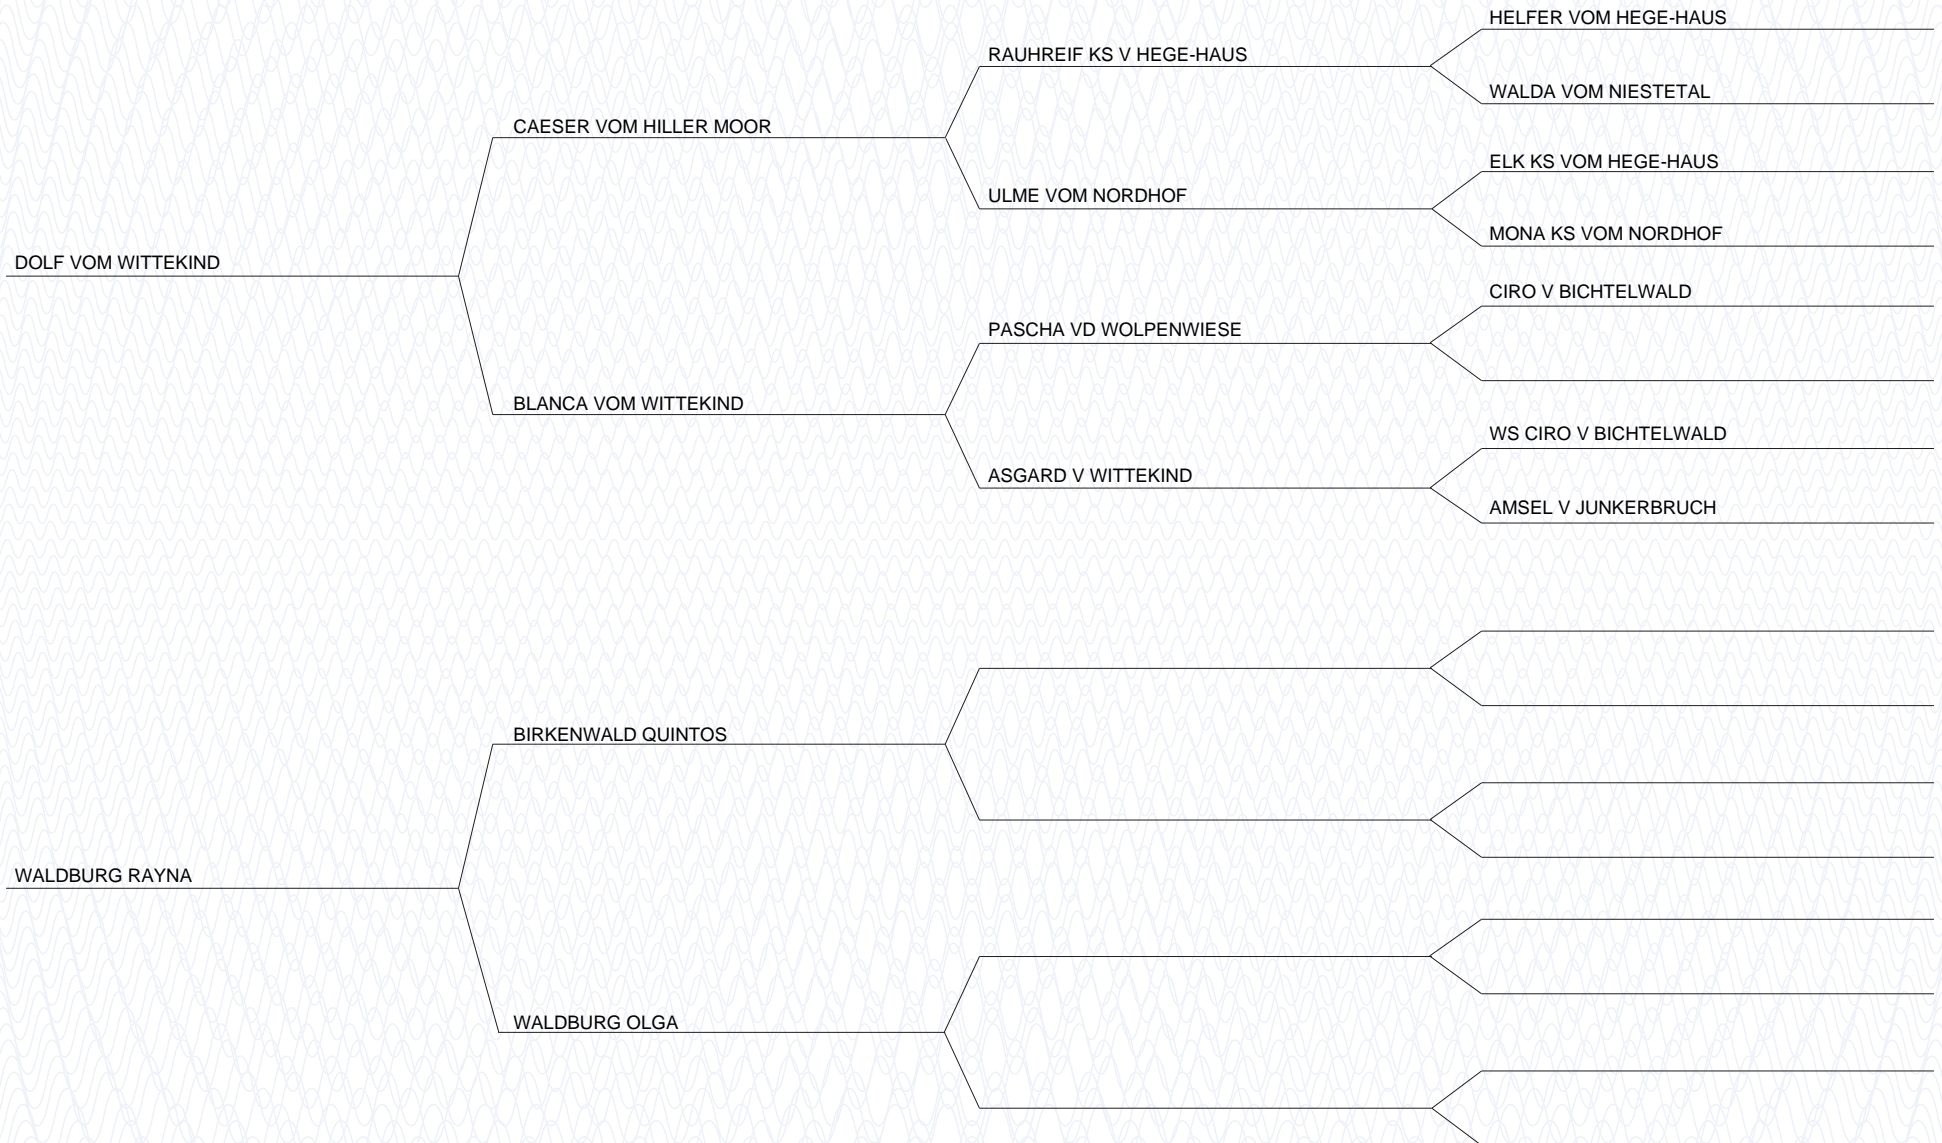 HELFER VOM HEGE-HAUS
RAUHREIF KS V HEGE-HAUS
WALDA VOM NIESTETAL
CAESER VOM HILLER MOOR
ELK KS VOM HEGE-HAUS
ULME VOM NORDHOF
MONA KS VOM NORDHOF
DOLF VOM WITTEKIND
CIRO V BICHTELWALD
PASCHA VD WOLPENWIESE
BLANCA VOM WITTEKIND
WS CIRO V BICHTELWALD
ASGARD V WITTEKIND
AMSEL V JUNKERBRUCH
BIRKENWALD QUINTOS
WALDBURG RAYNA
WALDBURG OLGA